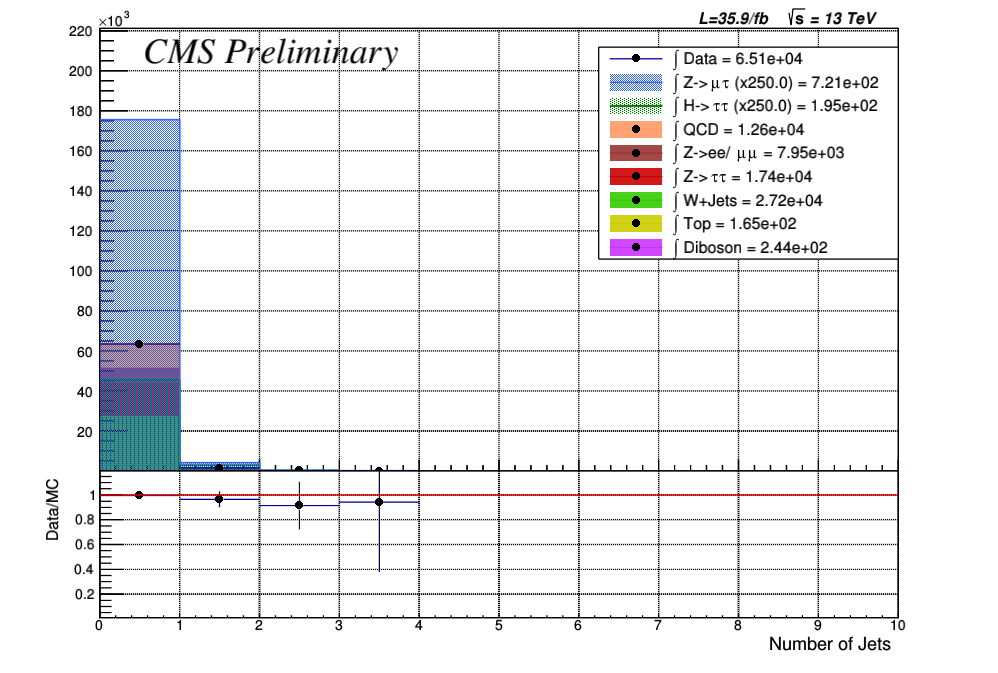 ×10³ L=35.9/fb √s = 13 TeV
CMS Preliminary
220
200
180
160
140
120
100
80
60
40
20
∫ Data = 6.51e+04
∫ Z-> μτ (x250.0) = 7.21e+02
∫ H-> ττ (x250.0) = 1.95e+02
∫ QCD = 1.26e+04
∫ Z->ee/ μμ = 7.95e+03
∫ Z-> ττ = 1.74e+04
∫ W+Jets = 2.72e+04
∫ Top = 1.65e+02
∫ Diboson = 2.44e+02
Data/MC
1
0.8
0.6
0.4
0.2
0 1 2 3 4 5 6 7 8 9 10
Number of Jets